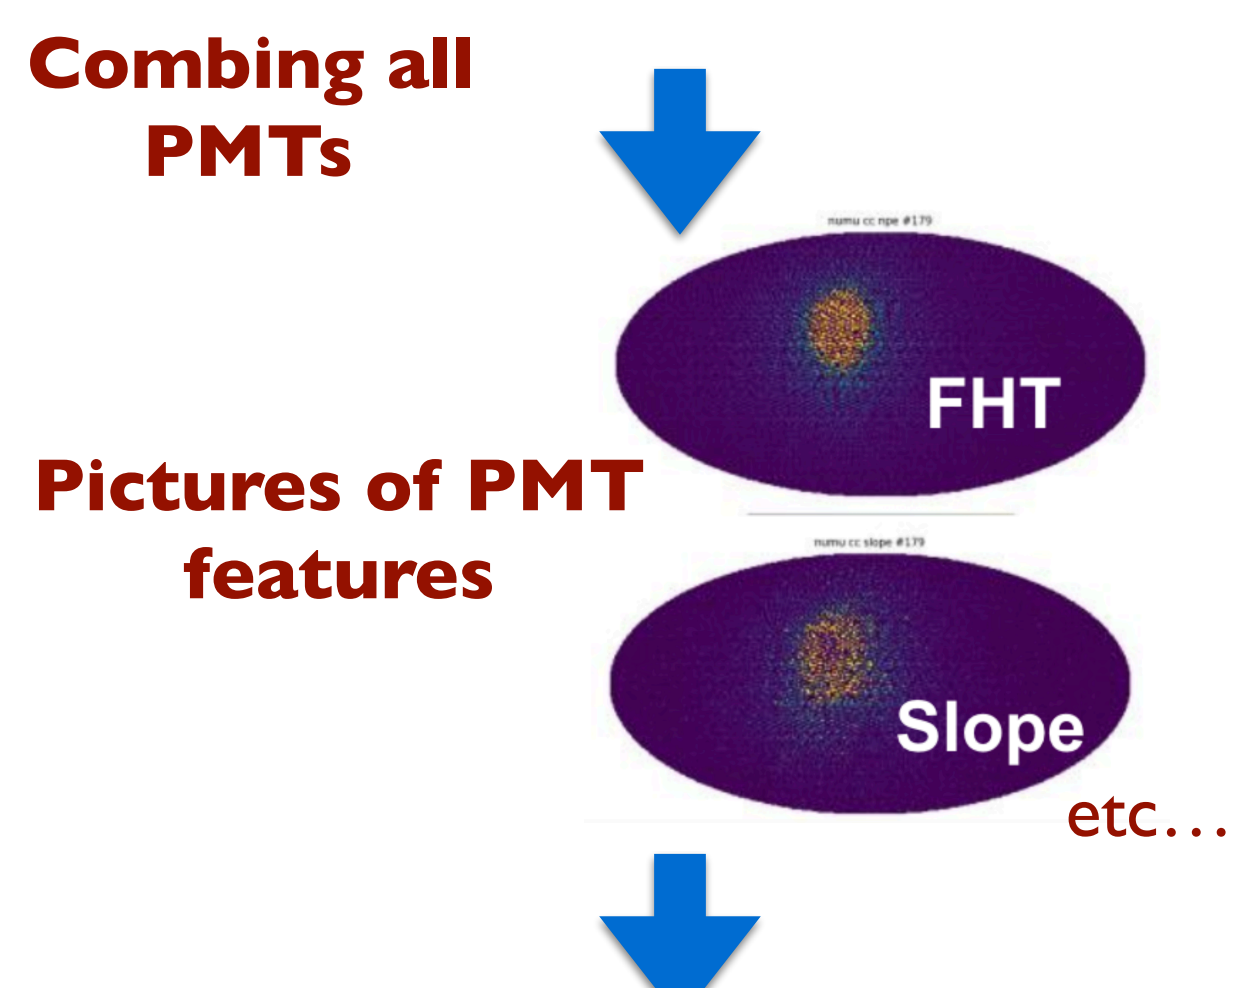 Combing all
PMTs
numu cc npe #179
FHT
Pictures of PMT
features
numu cc slope #179
Slope
etc...